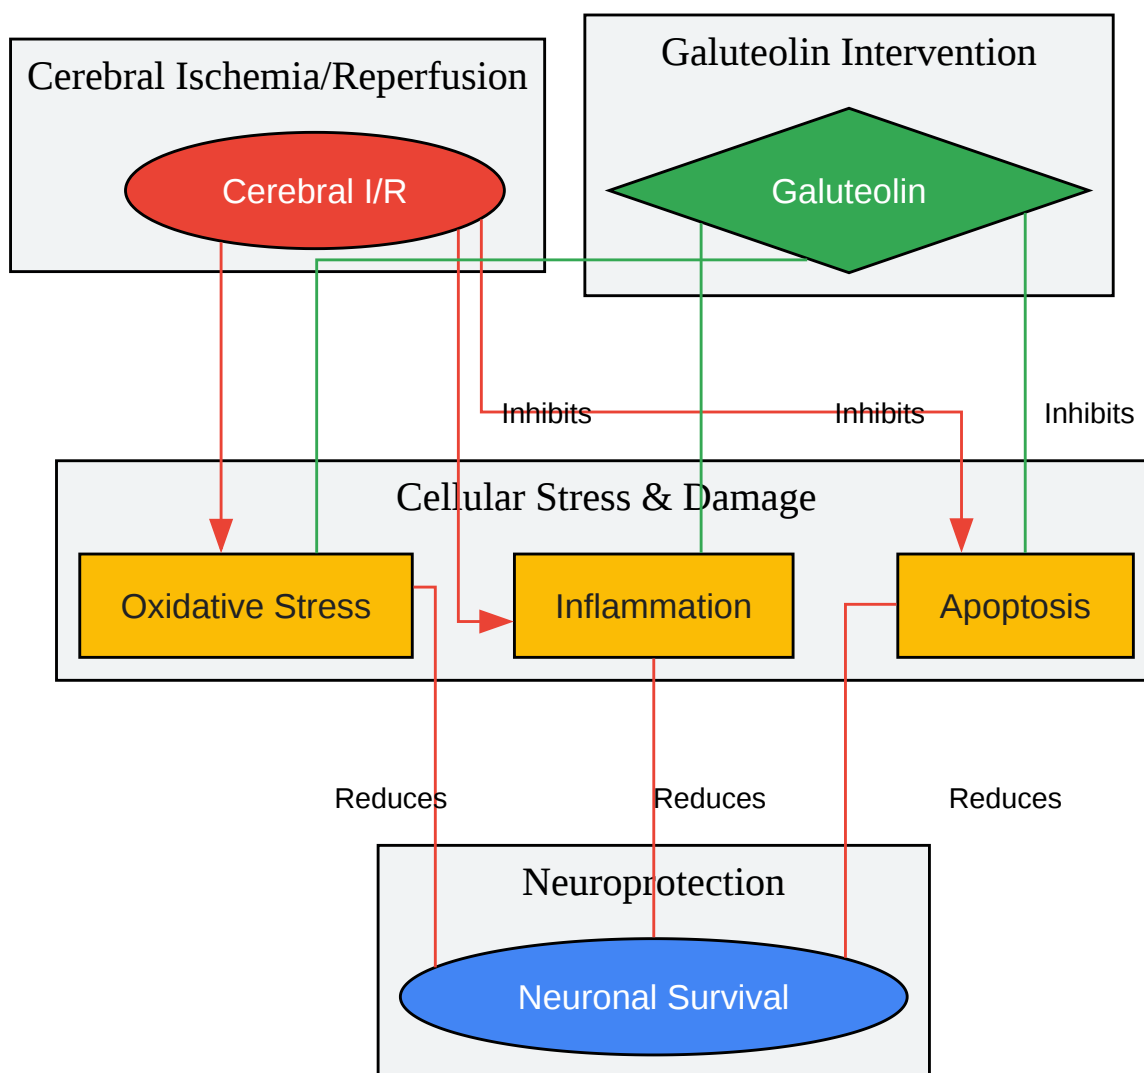 Cerebral Ischemia/Reperfusion
Galuteolin Intervention
Cerebral I/R
Galuteolin
Inhibits
Inhibits
Inhibits
Cellular Stress & Damage
Oxidative Stress
Inflammation
Apoptosis
Reduces
Reduces
Reduces
Neuroprotection
Neuronal Survival